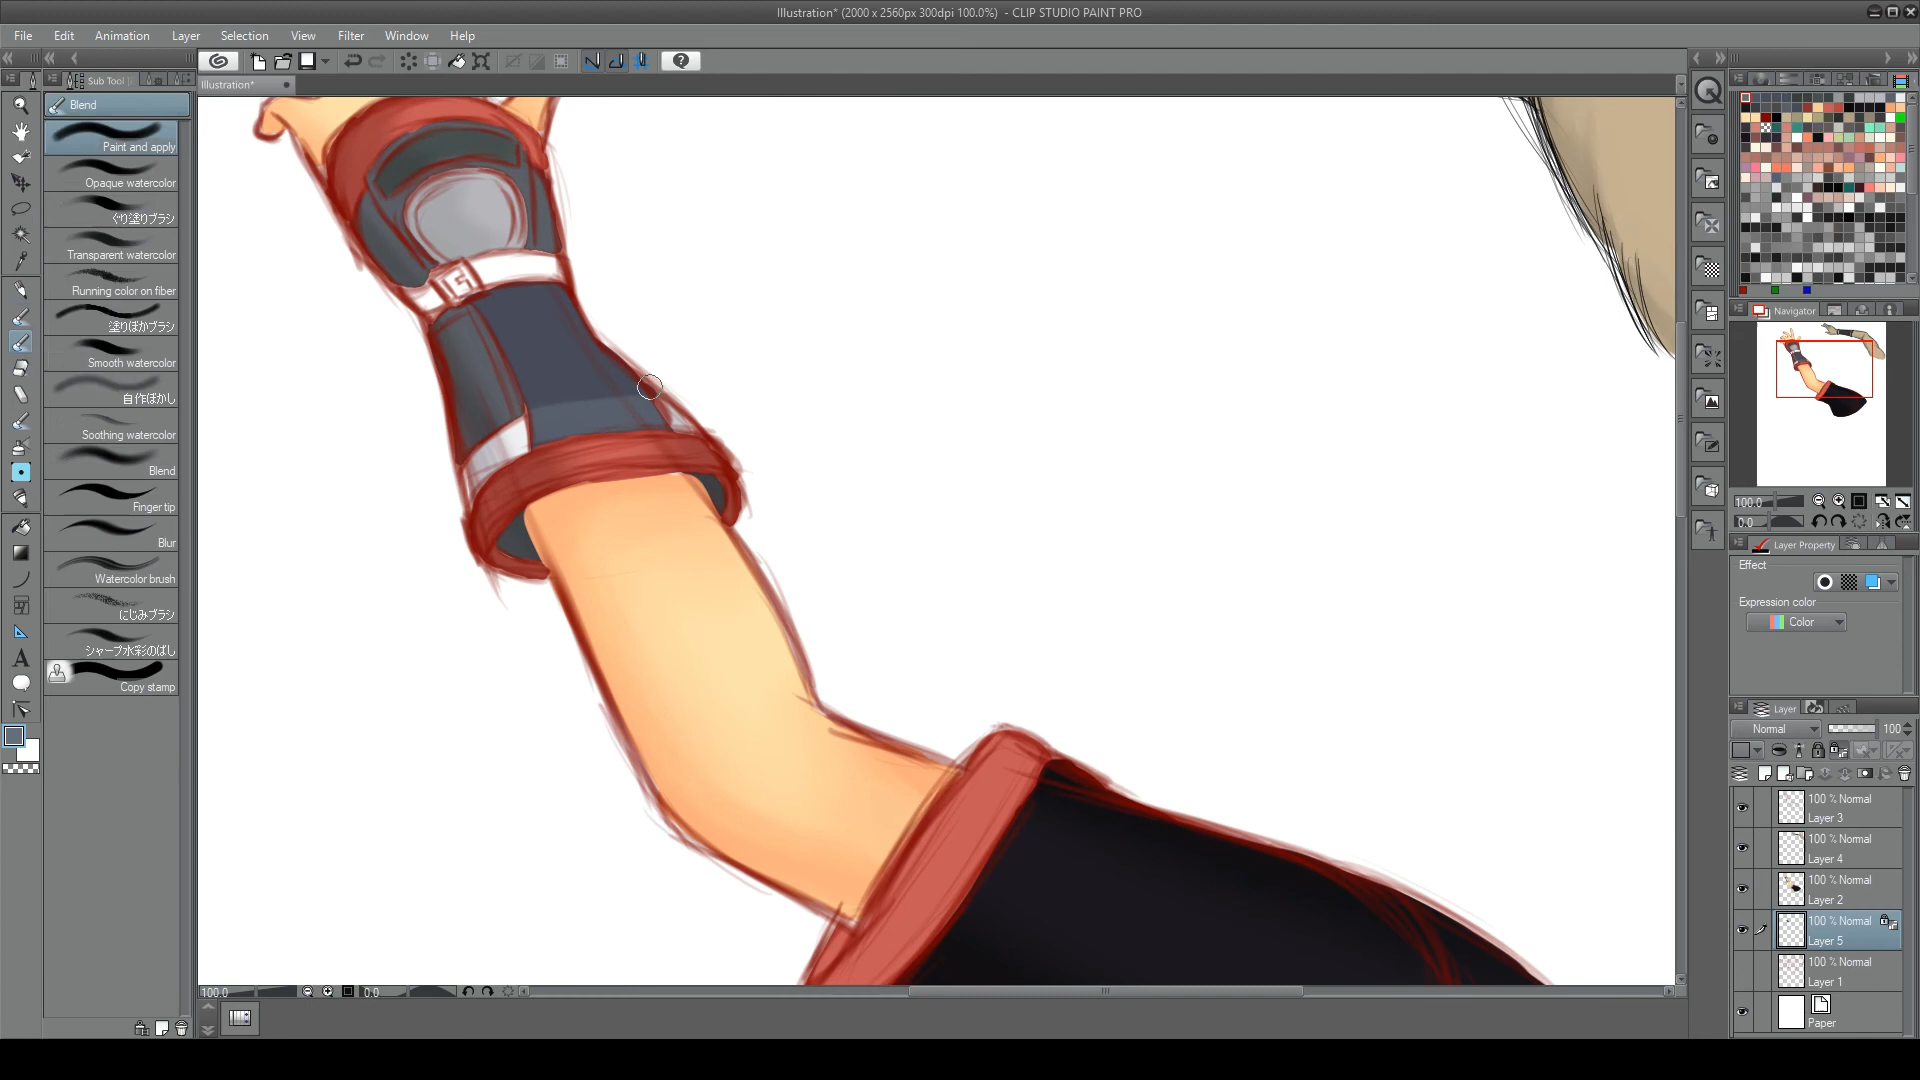 Illustration* (2000 x 2560px 300dpi 100.0%) - CLIP STUDIO PAINT PRO
File Edit Animation Layer Selection View Filter Window Help
Sub Tool
Illustration*
Blend
Paint and apply
Opaque watercolor
ぐり塗りブラシ
Transparent watercolor
Running color on fiber
塗りぼかブラシ
Smooth watercolor
自作ぼかし
Soothing watercolor
Blend
Finger tip
Blur
Watercolor brush
にじみブラシ
シャープ水彩のばし
Copy stamp
Navigator
100.0
0.0
Layer Property
Effect
Expression color
Color
Layer
Normal 100
100 % Normal
Layer 3
100 % Normal
Layer 4
100 % Normal
Layer 2
100 % Normal
Layer 5
100 % Normal
Layer 1
Paper
100.0 0.0